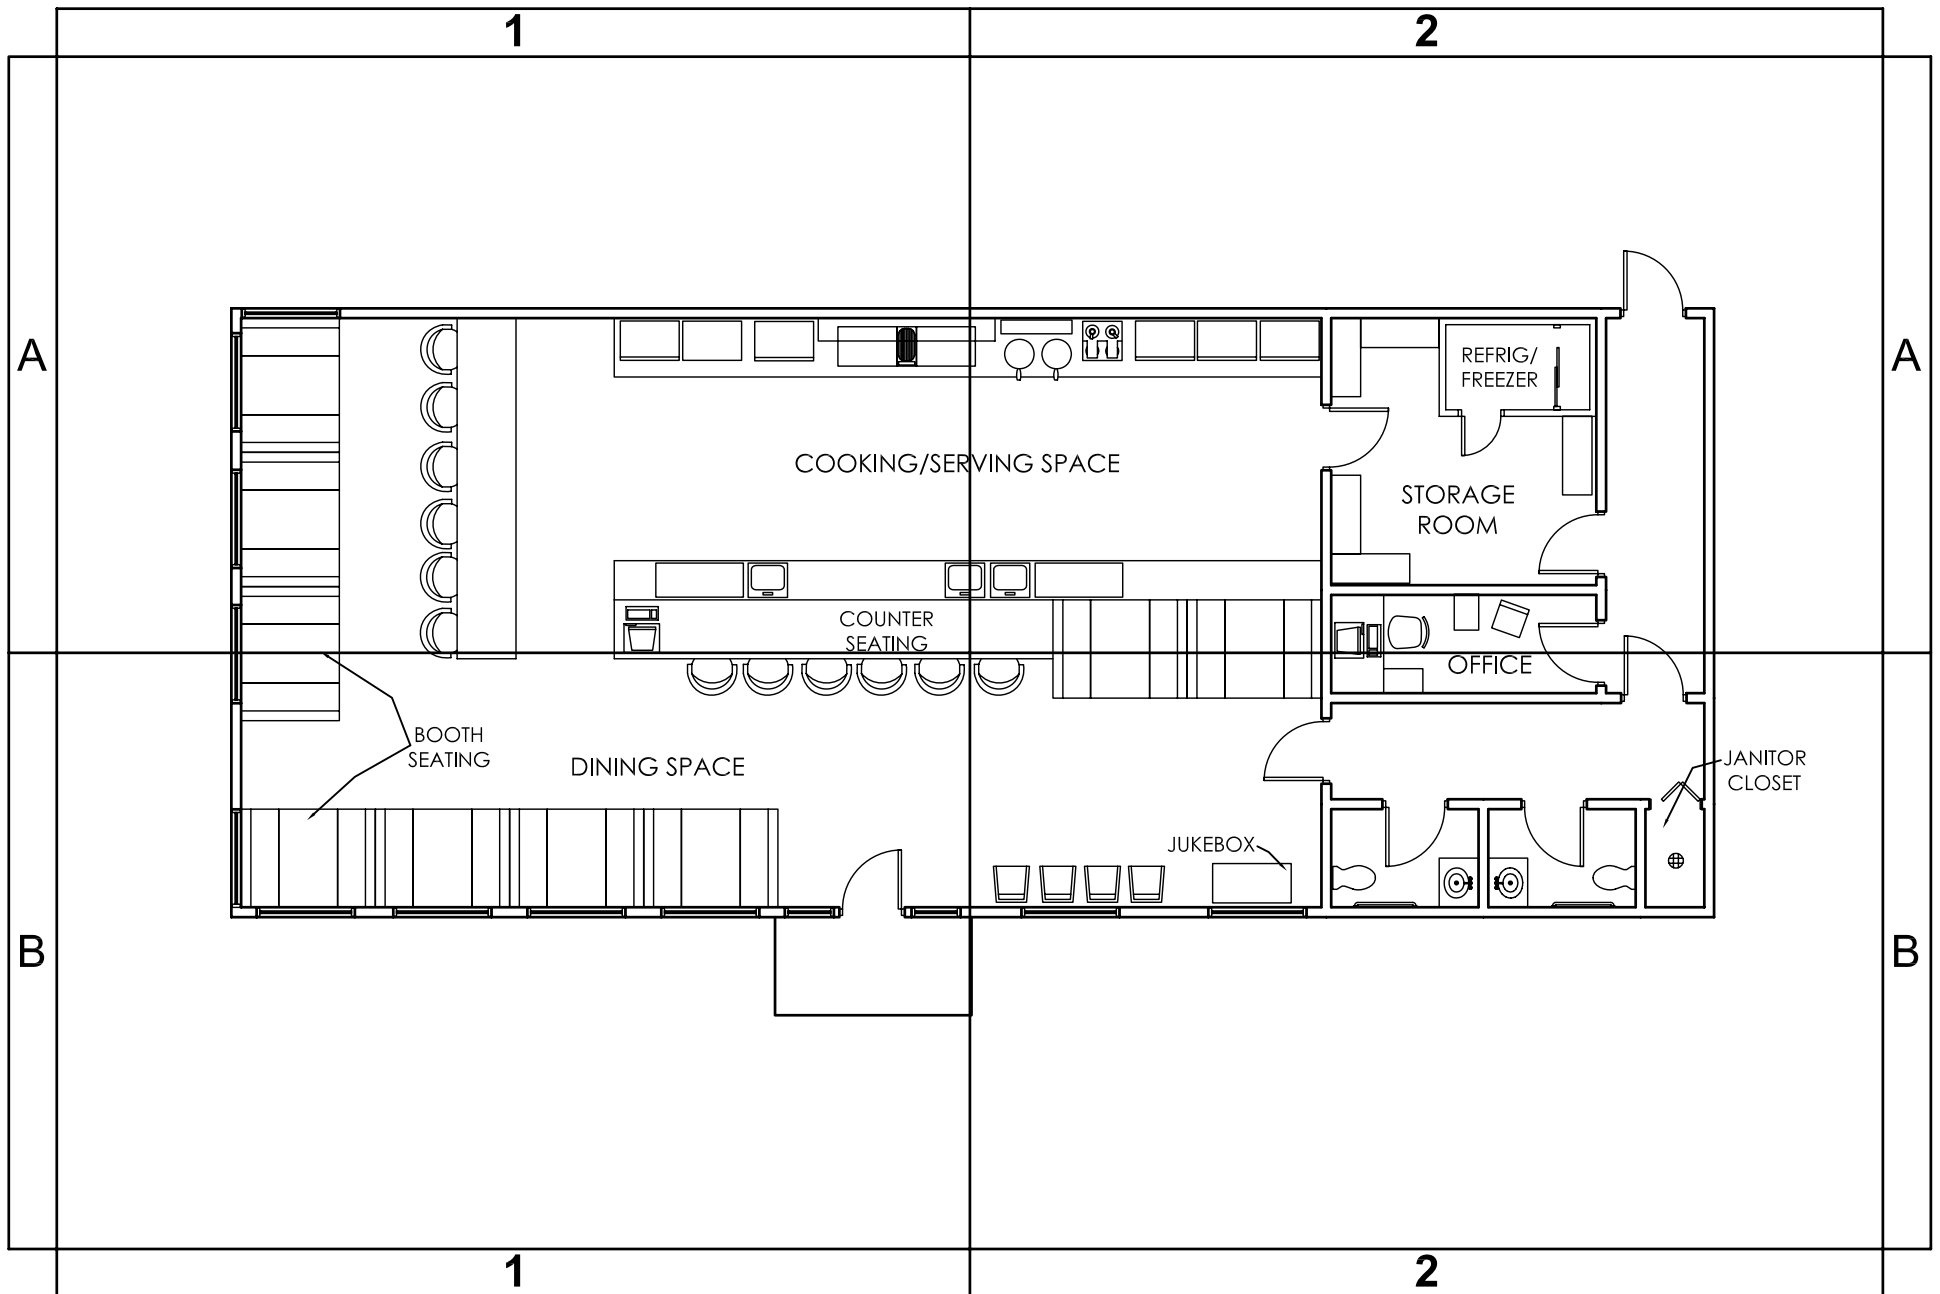 1
2
A
A
REFRIG/
FREEZER
COOKING/SERVING SPACE
STORAGE
ROOM
COUNTER
SEATING
OFFICE
BOOTH
SEATING
DINING SPACE
JANITOR
CLOSET
JUKEBOX
B
B
1
2